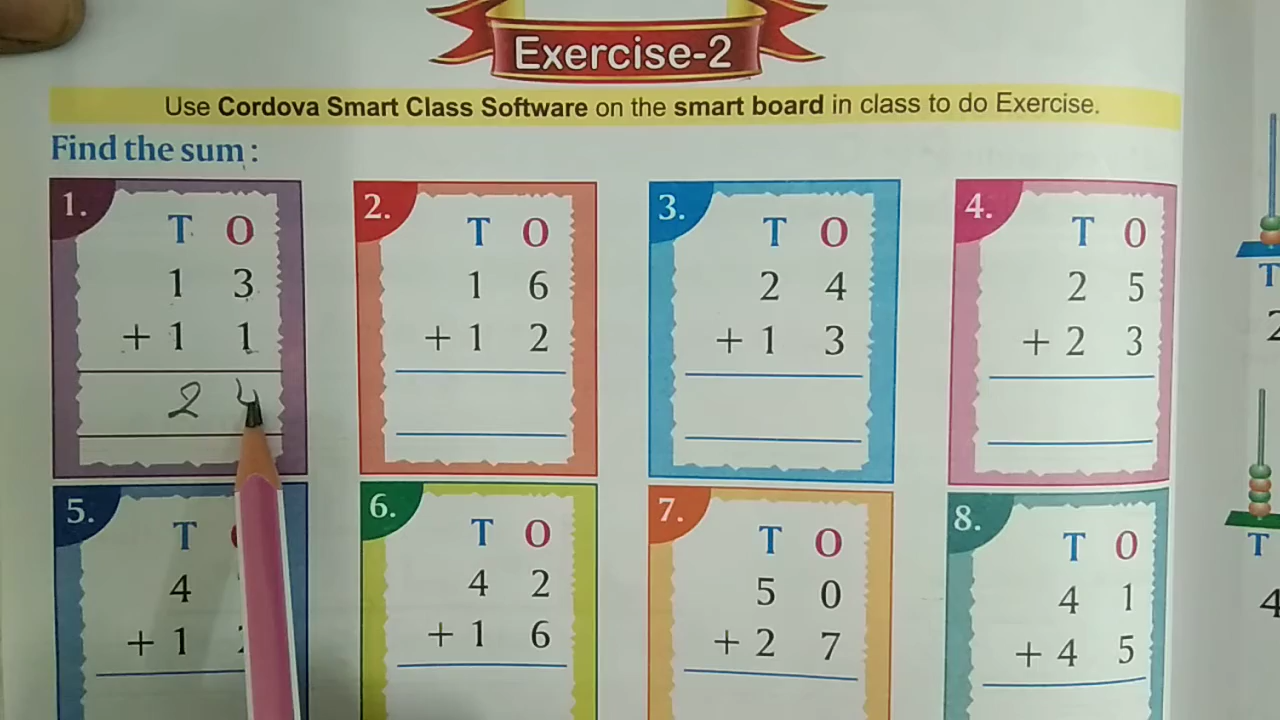 Exercise-2
Use Cordova Smart Class Software on the smart board in class to do Exercise.
Find the sum :
1.
T O
1 3
+ 1 1
2 4
2.
T O
1 6
+ 1 2
3.
T O
2 4
+ 1 3
4.
T O
2 5
+ 2 3
5.
T
4
+ 1
6.
T O
4 2
+ 1 6
7.
T O
5 0
+ 2 7
8.
T O
4 1
+ 4 5
T
2
T
4